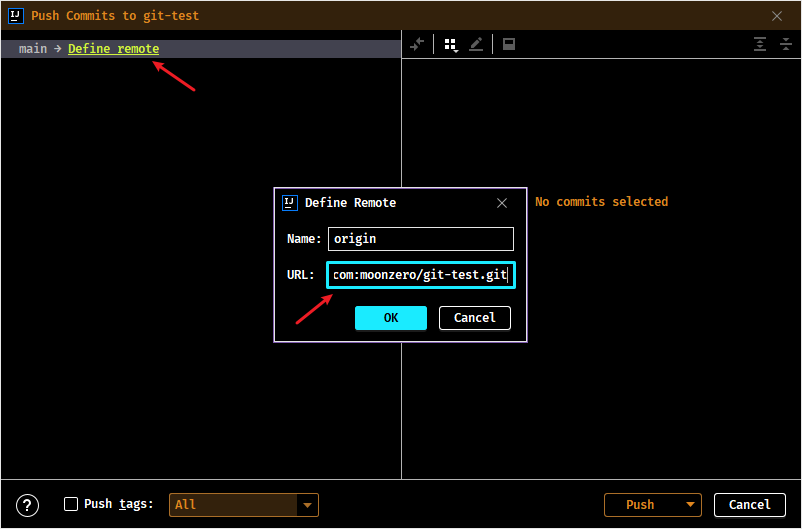 IJ Push Commits to git-test
main → Define remote
No commits selected
IJ Define Remote
Name: origin
URL: com:moonzero/git-test.git
OK Cancel
? Push tags: All Push Cancel